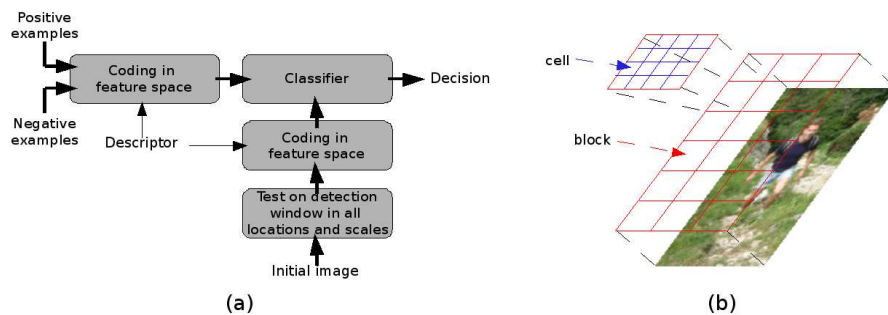 Positive
examples
Coding in
feature space
Classifier
Decision
Negative
examples
Descriptor
Coding in
feature space
Test on detection
window in all
locations and scales
Initial image
(a)
cell
block
(b)